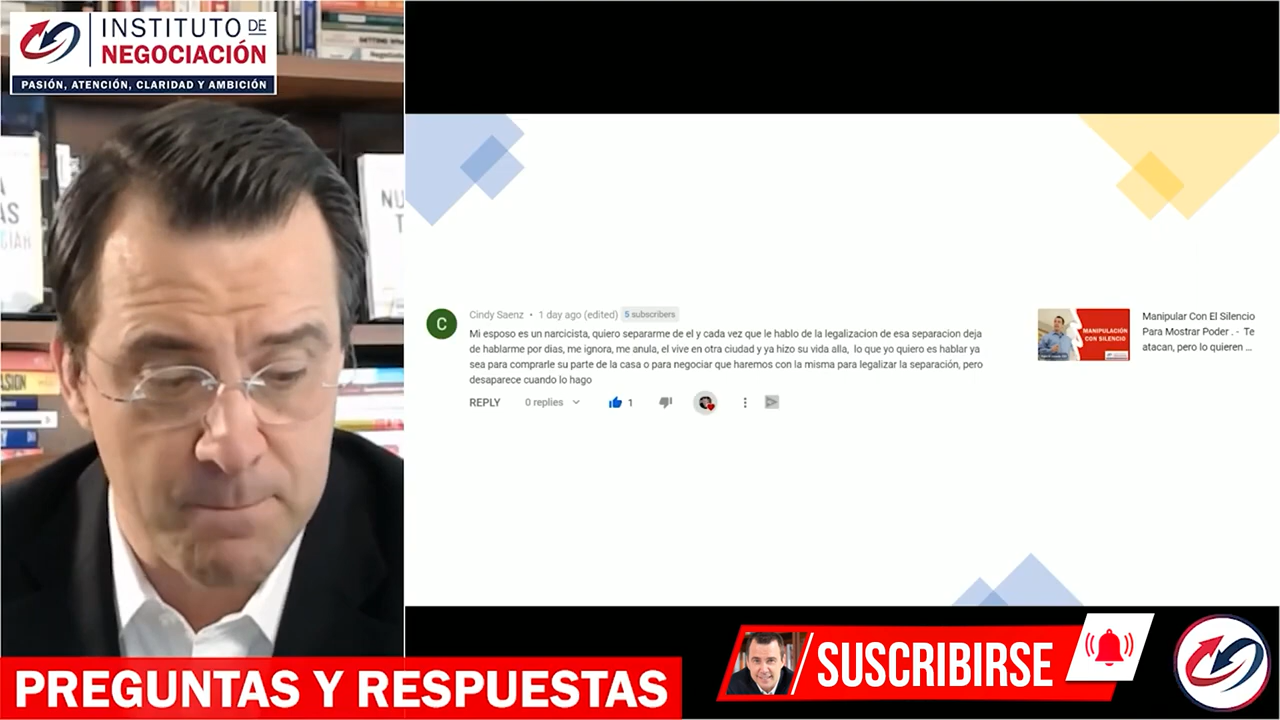 INSTITUTO DE
NEGOCIACIÓN
PASIÓN, ATENCIÓN, CLARIDAD Y AMBICIÓN
NU
T
AS
CIAR
ASION
C
Cindy Saenz • 1 day ago (edited) 5 subscribers
Mi esposo es un narcicista, quiero separarme de el y cada vez que le hablo de la legalizacion de esa separacion deja
de hablarme por dias, me ignora, me anula, el vive en otra ciudad y ya hizo su vida alla, lo que yo quiero es hablar ya
sea para comprarle su parte de la casa o para negociar que haremos con la misma para legalizar la separación, pero
desaparece cuando lo hago
REPLY 0 replies 1
MANIPULACIÓN
CON SILENCIO
Manipular Con El Silencio
Para Mostrar Poder . - Te
atacan, pero lo quieren ...
PREGUNTAS Y RESPUESTAS
SUSCRIBIRSE